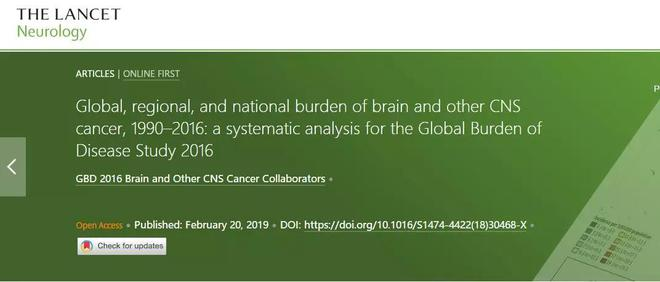 THE LANCET
Neurology
ARTICLES | ONLINE FIRST
Global, regional, and national burden of brain and other CNS
cancer, 1990–2016: a systematic analysis for the Global Burden of
Disease Study 2016
GBD 2016 Brain and Other CNS Cancer Collaborators
Open Access • Published: February 20, 2019 • DOI: https://doi.org/10.1016/S1474-4422(18)30468-X •
Check for updates